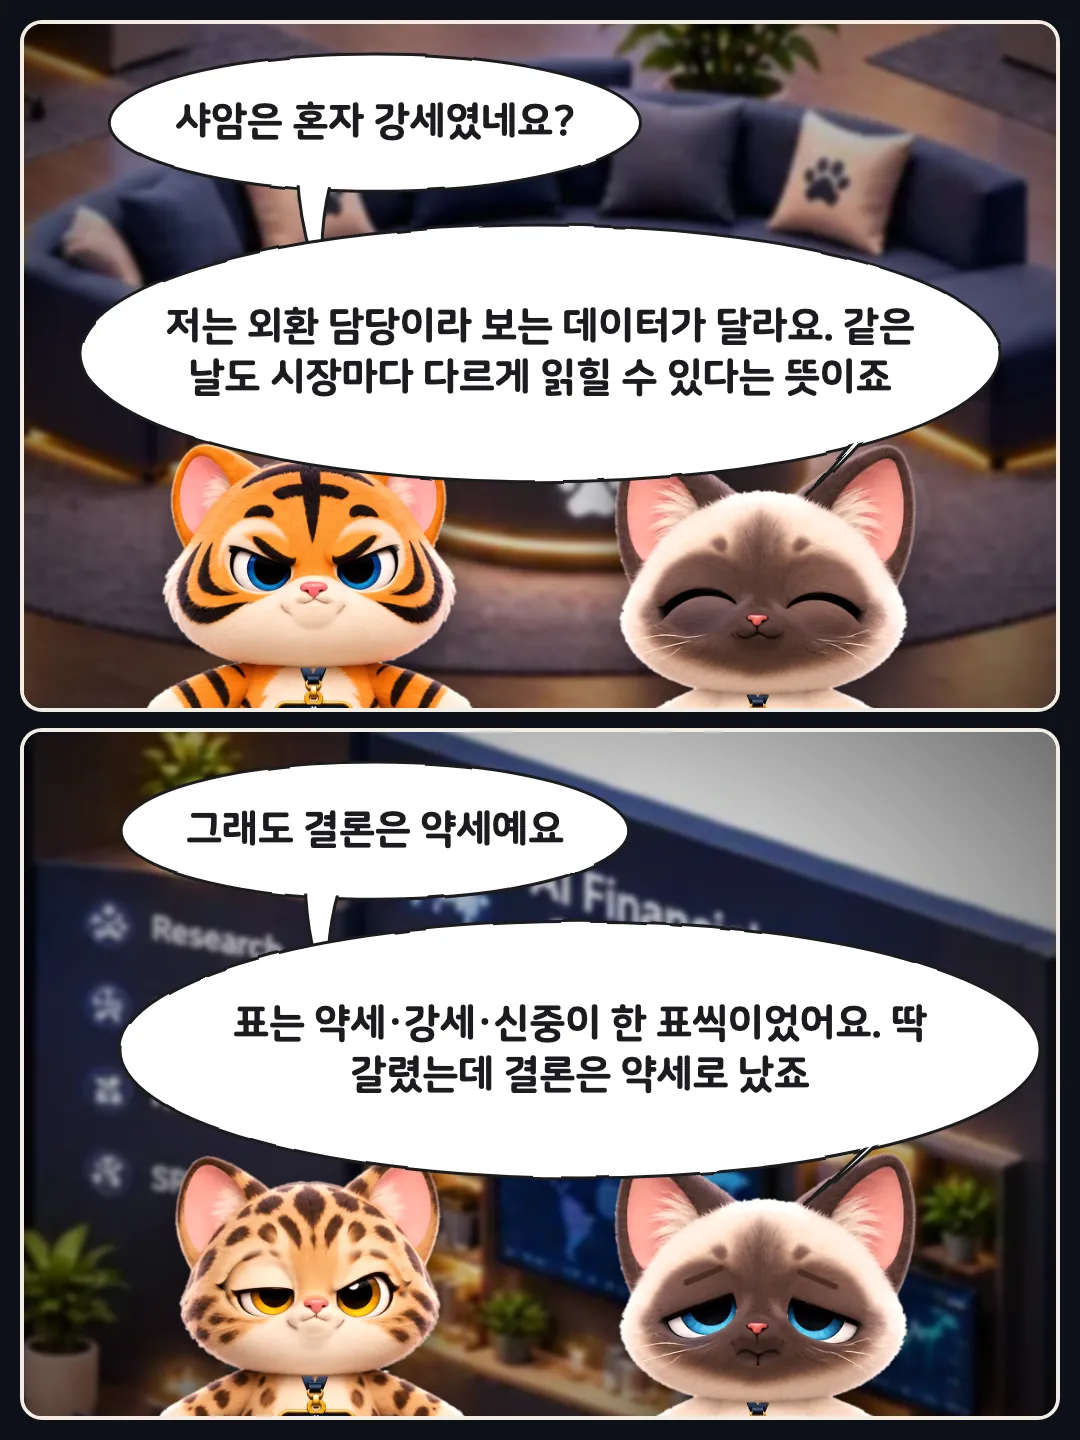 샤암은 혼자 강세였네요?
저는 외환 담당이라 보는 데이터가 달라요. 같은
날도 시장마다 다르게 읽힐 수 있다는 뜻이죠
그래도 결론은 약세예요
AI Financial
Research
표는 약세·강세·신중이 한 표씩이었어요. 딱
갈렸는데 결론은 약세로 났죠